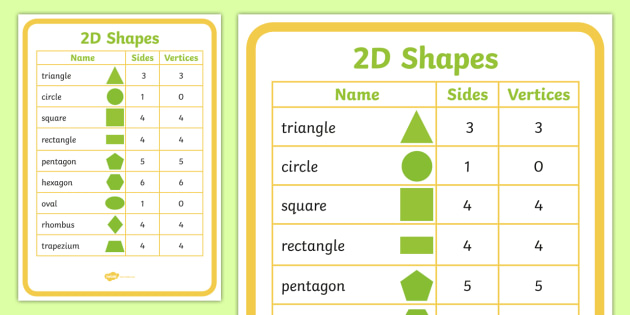 2D Shapes
Name Sides Vertices
triangle 3 3
circle 1 0
square 4 4
rectangle 4 4
pentagon 5 5
hexagon 6 6
oval 1 0
rhombus 4 4
trapezium 4 4
2D Shapes
Name Sides Vertices
triangle 3 3
circle 1 0
square 4 4
rectangle 4 4
pentagon 5 5